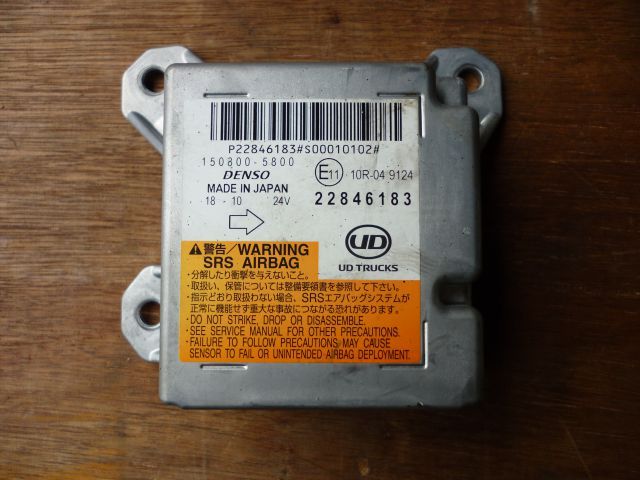 P22846183#S00010102#
150800-5800
DENSO
MADE IN JAPAN
18 - 10 24V
E11 10R-04 9124
22846183
UD
UD TRUCKS
警告/WARNING
SRS AIRBAG
・分解したり衝撃を与えないこと。
・取扱い、保管については整備要領書を参照して下さい。
・指示どおり取扱わない場合、SRSエアバッグシステムが
正常に機能せず重大な事故につながる恐れがあります。
・DO NOT STRIKE, DROP OR DISASSEMBLE.
・SEE SERVICE MANUAL FOR OTHER PRECAUTIONS.
・FAILURE TO FOLLOW PRECAUTIONS MAY CAUSE
SENSOR TO FAIL OR UNINTENDED AIRBAG DEPLOYMENT.